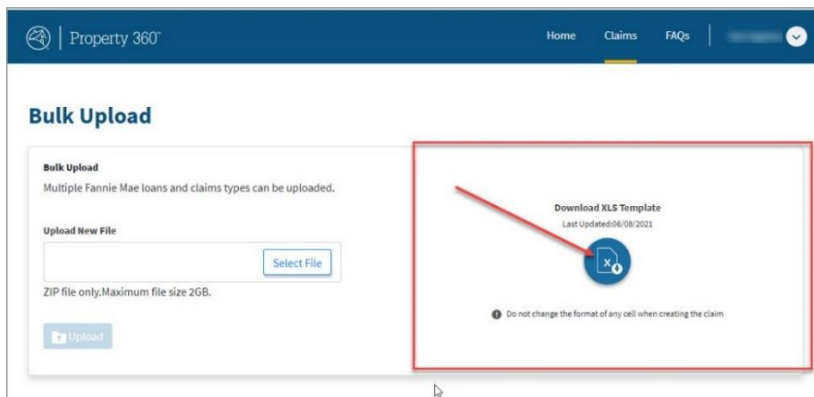 Property 360™
Home Claims FAQs
Bulk Upload
Bulk Upload
Multiple Fannie Mae loans and claims types can be uploaded.
Upload New File
Select File
ZIP file only.Maximum file size 2GB.
Upload
Download XLS Template
Last Updated:06/08/2021
X
Do not change the format of any cell when creating the claim